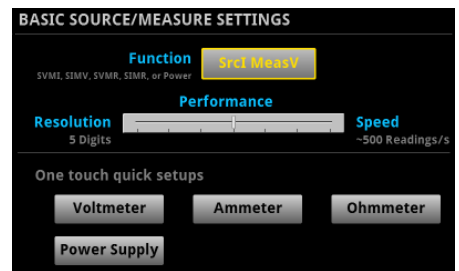 BASIC SOURCE/MEASURE SETTINGS
Function
SVMI, SIMV, SVMR, SIMR, or Power
SrcI MeasV
Performance
Resolution
5 Digits
Speed
~500 Readings/s
One touch quick setups
Voltmeter Ammeter Ohmmeter
Power Supply